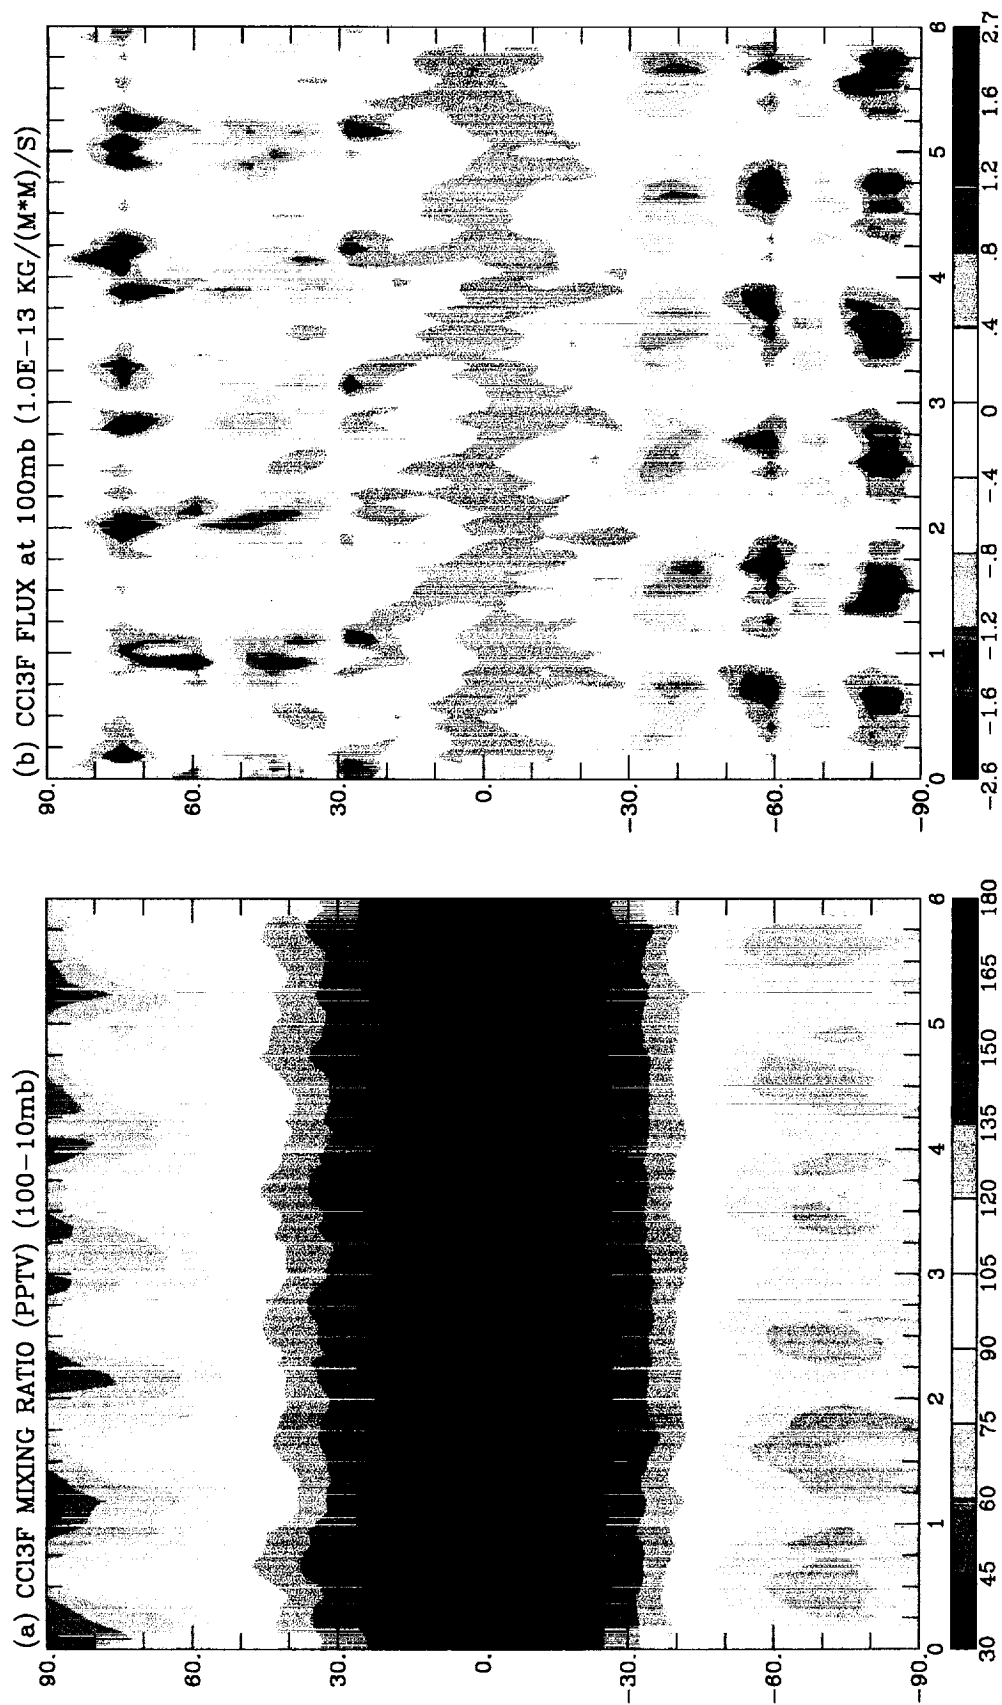 (a) CCl3F MIXING RATIO (PPTV) (100−10mb)
90.
60.
30.
0.
−30.
−60.
−90.
0 1 2 3 4 5 6
30 45 60 75 90 105 120 135 150 165 180
(b) CCl3F FLUX at 100mb (1.0E−13 KG/(M*M)/S)
90.
60.
30.
0.
−30.
−60.
−90.
0 1 2 3 4 5 6
−2.6 −1.6 −1.2 −.8 −.4 0 .4 .8 1.2 1.6 2.7